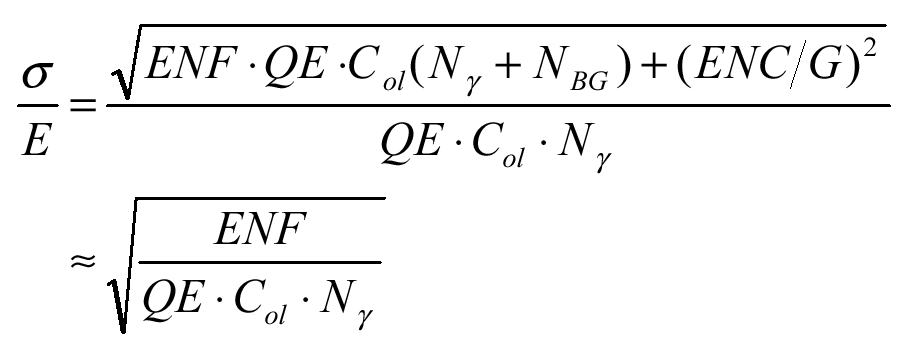 σ/E = √(ENF · QE · C_ol(N_γ + N_BG) + (ENC/G)²) / (QE · C_ol · N_γ)
≈ √(ENF / (QE · C_ol · N_γ))